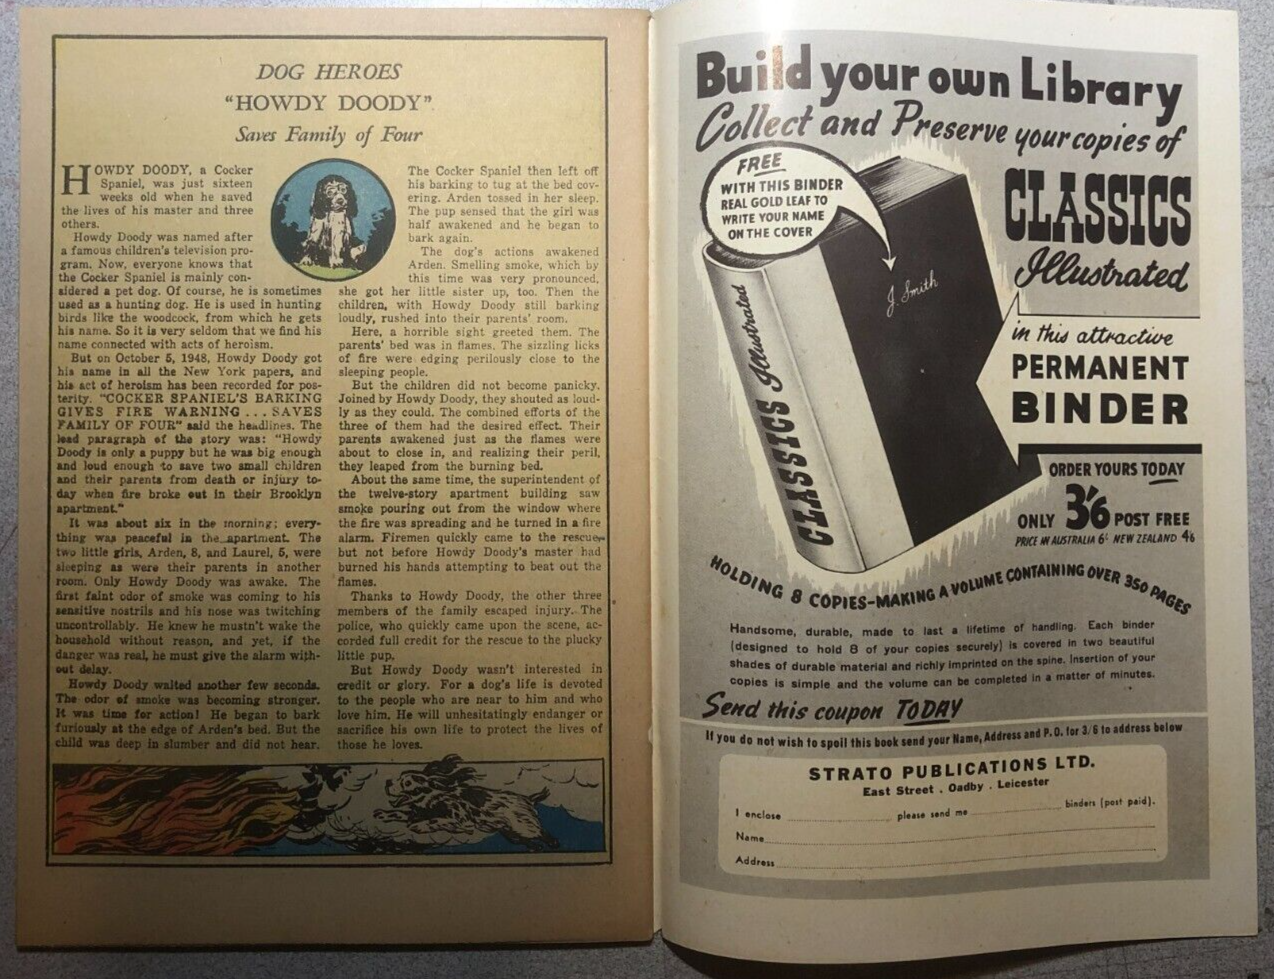 DOG HEROES
"HOWDY DOODY"
Saves Family of Four
HOWDY DOODY, a Cocker
Spaniel, was just sixteen
weeks old when he saved
the lives of his master and three
others.
Howdy Doody was named after
a famous children's television pro-
gram. Now, everyone knows that
the Cocker Spaniel is mainly con-
sidered a pet dog. Of course, he is sometimes
used as a hunting dog. He is used in hunting
birds like the woodcock, from which he gets
his name. So it is very seldom that we find his
name connected with acts of heroism.
But on October 5, 1948, Howdy Doody got
his name in all the New York papers, and
his act of heroism has been recorded for pos-
terity. "COCKER SPANIEL'S BARKING
GIVES FIRE WARNING... SAVES
FAMILY OF FOUR" said the headlines. The
lead paragraph of the story was: "Howdy
Doody is only a puppy but he was big enough
and loud enough to save two small children
and their parents from death or injury to-
day when fire broke out in their Brooklyn
apartment."
It was about six in the morning; every-
thing was peaceful in the apartment. The
two little girls, Arden, 8, and Laurel, 5, were
sleeping as were their parents in another
room. Only Howdy Doody was awake. The
first faint odor of smoke was coming to his
sensitive nostrils and his nose was twitching
uncontrollably. He knew he mustn't wake the
household without reason, and yet, if the
danger was real, he must give the alarm with-
out delay.
Howdy Doody waited another few seconds.
The odor of smoke was becoming stronger.
It was time for action! He began to bark
furiously at the edge of Arden's bed. But the
child was deep in slumber and did not hear.
The Cocker Spaniel then left off
his barking to tug at the bed cov-
ering. Arden tossed in her sleep.
The pup sensed that the girl was
half awakened and he began to
bark again.
The dog's actions awakened
Arden. Smelling smoke, which by
this time was very pronounced,
she got her little sister up, too. Then the
children, with Howdy Doody still barking
loudly, rushed into their parents' room.
Here, a horrible sight greeted them. The
parents' bed was in flames. The sizzling licks
of fire were edging perilously close to the
sleeping people.
But the children did not become panicky.
Joined by Howdy Doody, they shouted as loud-
ly as they could. The combined efforts of the
three of them had the desired effect. Their
parents awakened just as the flames were
about to close in, and realizing their peril,
they leaped from the burning bed.
About the same time, the superintendent of
the twelve-story apartment building saw
smoke pouring out from the window where
the fire was spreading and he turned in a fire
alarm. Firemen quickly came to the rescue,
but not before Howdy Doody's master had
burned his hands attempting to beat out the
flames.
Thanks to Howdy Doody, the other three
members of the family escaped injury. The
police, who quickly came upon the scene, ac-
corded full credit for the rescue to the plucky
little pup.
But Howdy Doody wasn't interested in
credit or glory. For a dog's life is devoted
to the people who are near to him and who
love him. He will unhesitatingly endanger or
sacrifice his own life to protect the lives of
those he loves.
Build your own Library
Collect and Preserve your copies of
CLASSICS
Illustrated
FREE
WITH THIS BINDER
REAL GOLD LEAF TO
WRITE YOUR NAME
ON THE COVER
J. Smith
CLASSICS Illustrated
in this attractive
PERMANENT
BINDER
ORDER YOURS TODAY
ONLY 3/6 POST FREE
PRICE IN AUSTRALIA 6/- NEW ZEALAND 4/6
HOLDING 8 COPIES-MAKING A VOLUME CONTAINING OVER 350 PAGES
Handsome, durable, made to last a lifetime of handling. Each binder
(designed to hold 8 of your copies securely) is covered in two beautiful
shades of durable material and richly imprinted on the spine. Insertion of your
copies is simple and the volume can be completed in a matter of minutes.
Send this coupon TODAY
If you do not wish to spoil this book send your Name, Address and P.O. for 3/6 to address below
STRATO PUBLICATIONS LTD.
East Street . Oadby . Leicester
I enclose please send me binders (post paid).
Name
Address